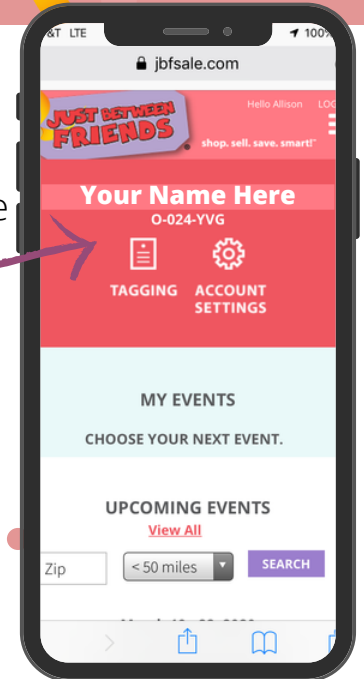 &T LTE
100%
jbfsale.com
Hello Allison LOG
JUST BETWEEN
FRIENDS
shop. sell. save. smart!™
e
Your Name Here
O-024-YVG
TAGGING
ACCOUNT
SETTINGS
MY EVENTS
CHOOSE YOUR NEXT EVENT.
UPCOMING EVENTS
View All
Zip
< 50 miles
SEARCH